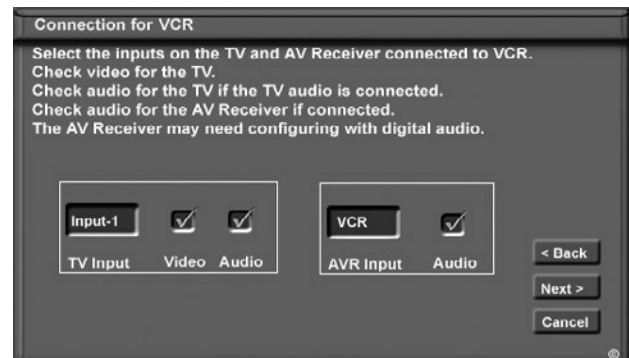 Connection for VCR
Select the inputs on the TV and AV Receiver connected to VCR.
Check video for the TV.
Check audio for the TV if the TV audio is connected.
Check audio for the AV Receiver if connected.
The AV Receiver may need configuring with digital audio.
Input-1
TV Input Video Audio
VCR
AVR Input Audio
< Back
Next >
Cancel
©